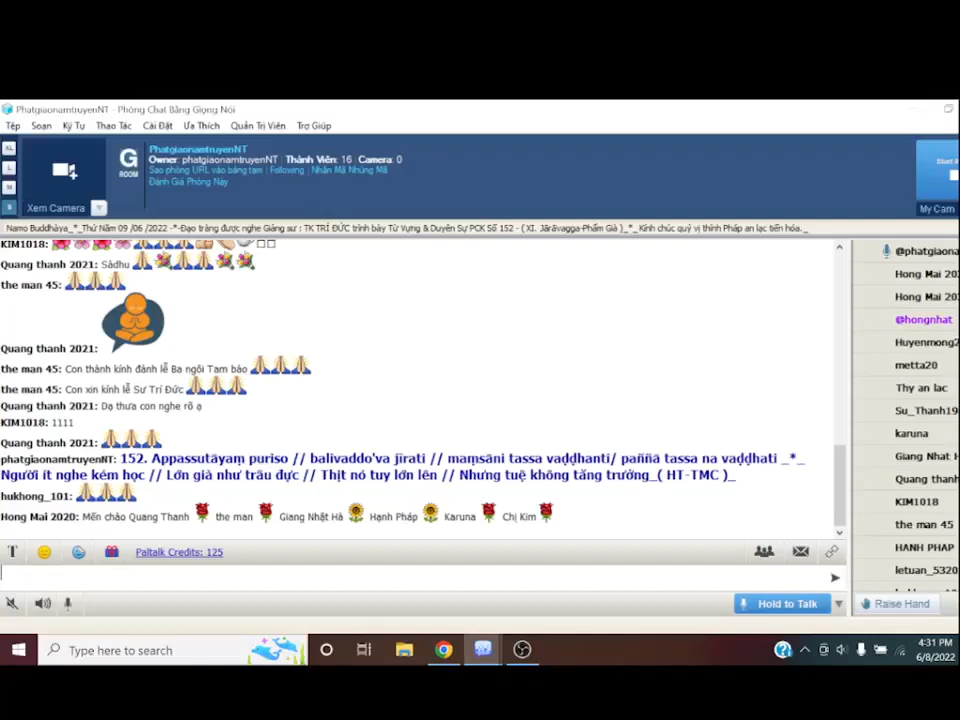 PhatgiaonamtruyenNT - Phòng Chat Bằng Giọng Nói
Tệp Soạn Ký Tự Thao Tác Cài Đặt Ưa Thích Quản Trị Viên Trợ Giúp
XL
L
M
S
Xem Camera
G
ROOM
PhatgiaonamtruyenNT
Owner: phatgiaonamtruyenNT | Thành Viên: 16 Camera: 0
Sao phòng URL vào bảng tạm | Following | Nhấn Mã Nhúng Mã
Đánh Giá Phòng Này
Start
My Cam
Namo Buddhàya_*_Thứ Năm 09 /06 /2022 -*-Đạo tràng được nghe Giảng sư : TK TRÍ ĐỨC trình bày Từ Vựng & Duyên Sự PCK Số 152 - ( XI. Jārāvagga-Phẩm Già )_*_Kính chúc quý vị thính Pháp an lạc tiến hóa._
KIM1018:
Quang thanh 2021: Sādhu
the man 45:
Quang thanh 2021:
the man 45: Con thành kính đảnh lễ Ba ngôi Tam bảo
the man 45: Con xin kính lễ Sư Trí Đức
Quang thanh 2021: Dạ thưa con nghe rõ ạ
KIM1018: 1111
Quang thanh 2021:
phatgiaonamtruyenNT: 152. Appassutāyaṃ puriso // balivaddo'va jīrati // maṃsāni tassa vaḍḍhanti/ paññā tassa na vaḍḍhati _*_
Người ít nghe kém học // Lớn già như trâu đực // Thịt nó tuy lớn lên // Nhưng tuệ không tăng trưởng_( HT-TMC )_
hukhong_101:
Hong Mai 2020: Mến chào Quang Thanh the man Giang Nhật Hà Hạnh Pháp Karuna Chị Kim
@phatgiaona
Hong Mai 202
Hong Mai 202
@hongnhat
Huyenmong2
metta20
Thy an lac
Su_Thanh19
karuna
Giang Nhat H
Quang thanh
KIM1018
the man 45
HANH PHAP
letuan_5320
T
Paltalk Credits: 125
Hold to Talk
Raise Hand
Type here to search
4:31 PM
6/8/2022